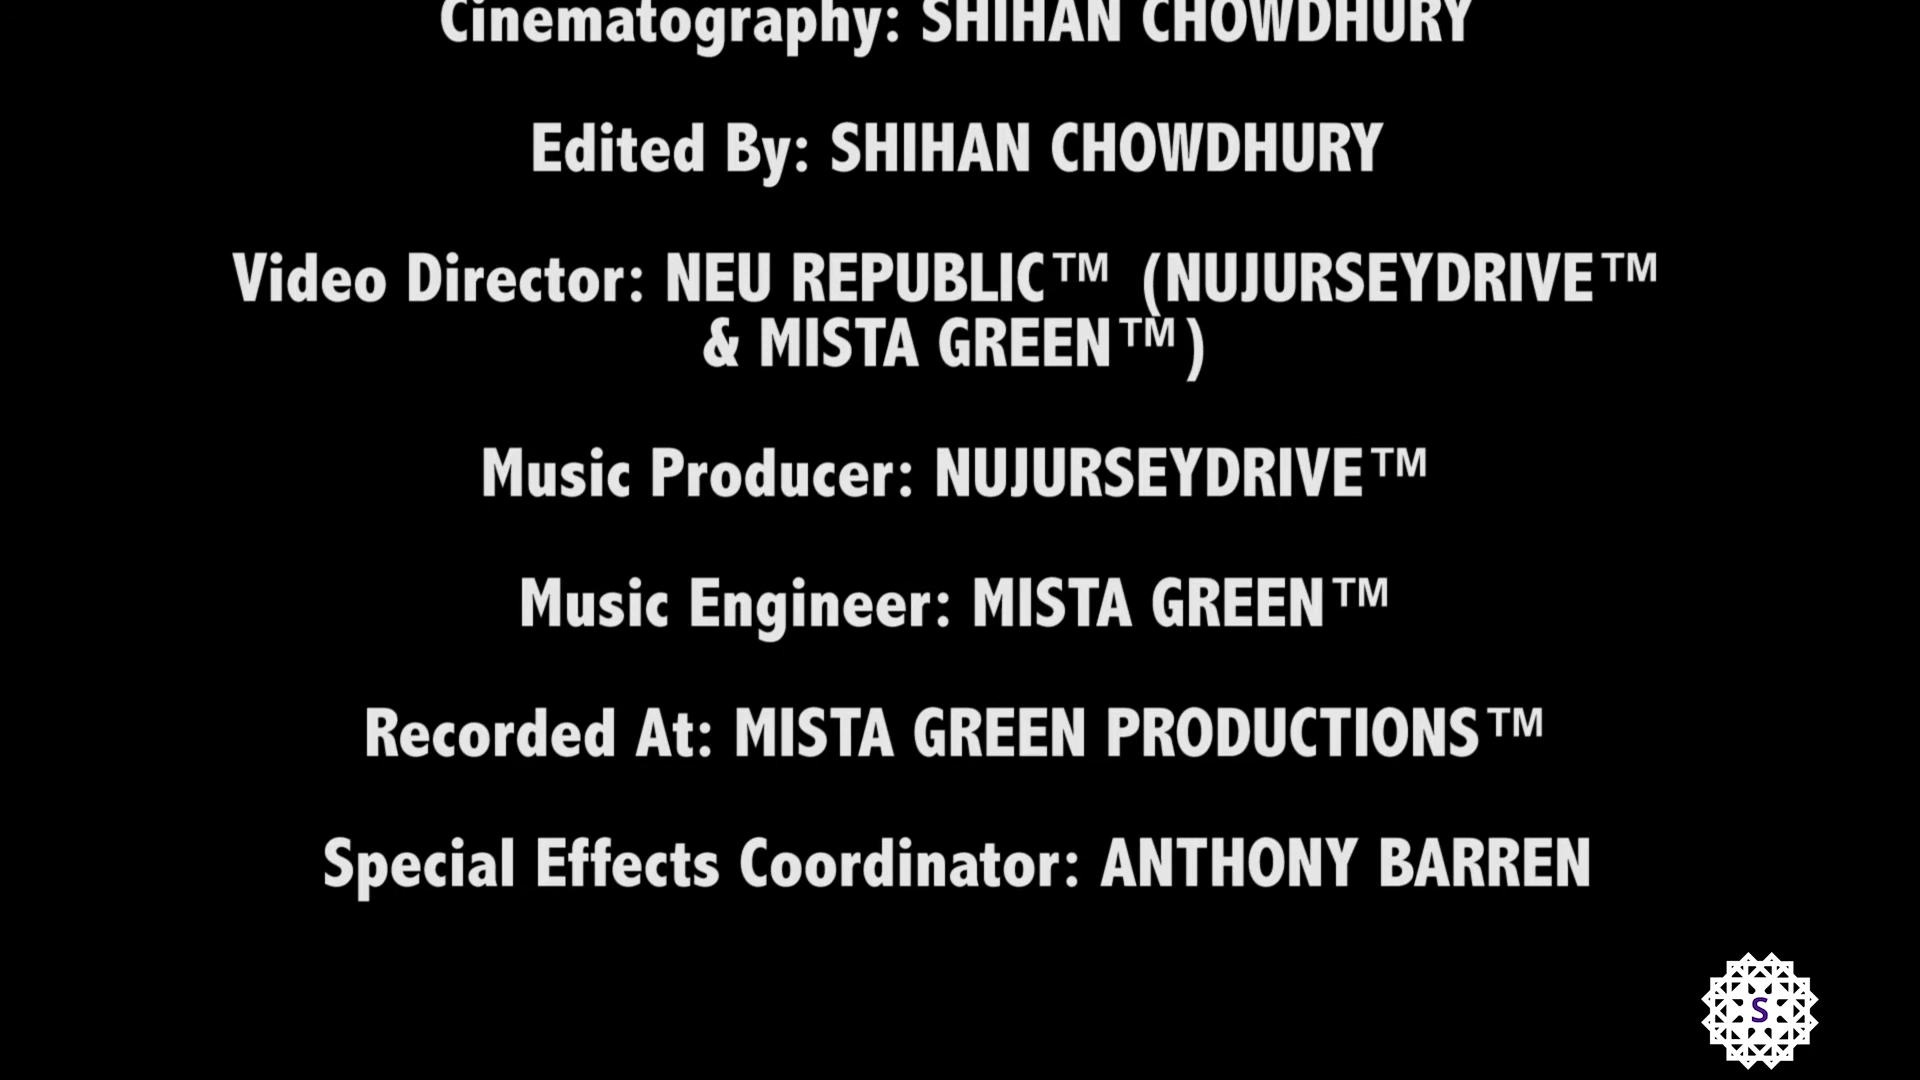 Cinematography: SHIHAN CHOWDHURY
Edited By: SHIHAN CHOWDHURY
Video Director: NEU REPUBLIC™ (NUJURSEYDRIVE™
& MISTA GREEN™)
Music Producer: NUJURSEYDRIVE™
Music Engineer: MISTA GREEN™
Recorded At: MISTA GREEN PRODUCTIONS™
Special Effects Coordinator: ANTHONY BARREN
S